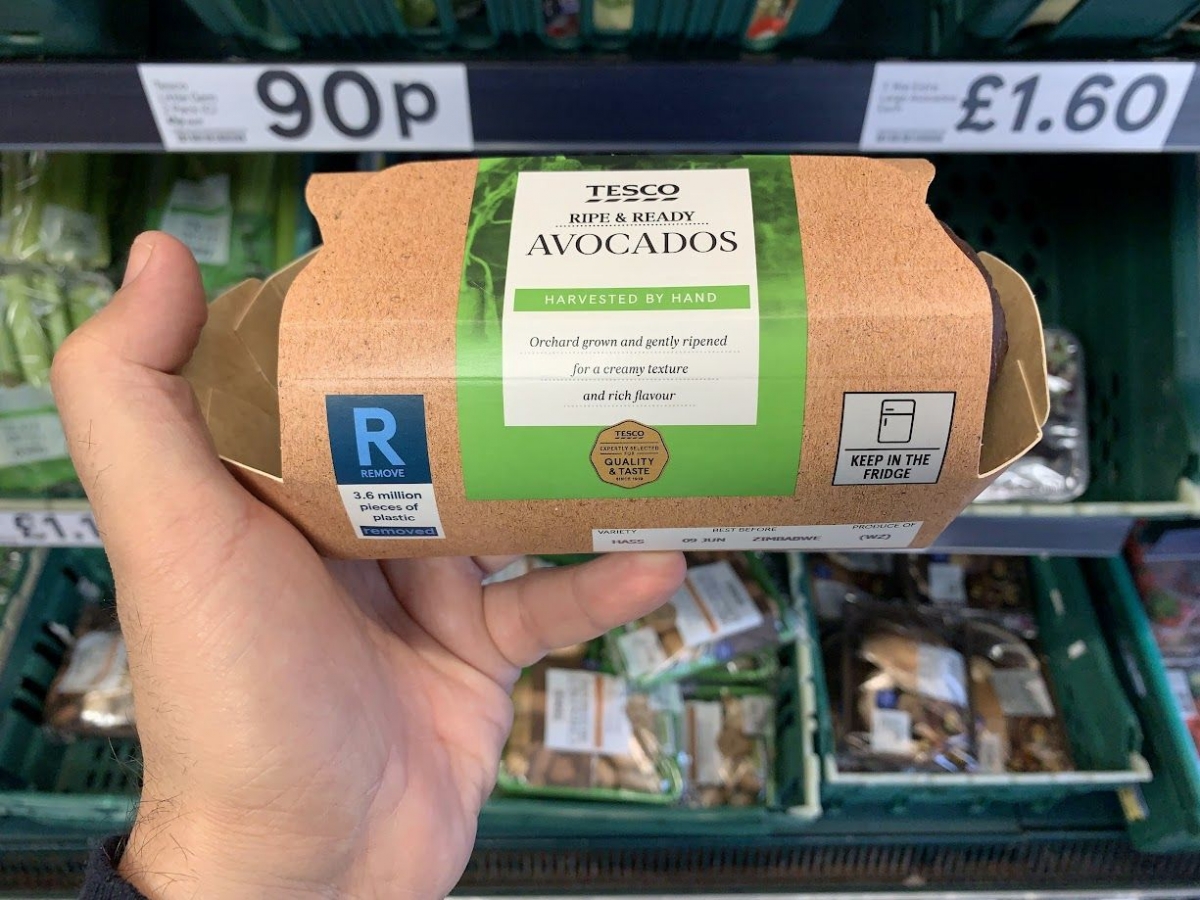 90p
£1.60
TESCO
RIPE & READY
AVOCADOS
HARVESTED BY HAND
Orchard grown and gently ripened
for a creamy texture
and rich flavour
TESCO
QUALITY
& TASTE
R
REMOVE
3.6 million
pieces of
plastic
removed
KEEP IN THE
FRIDGE
VARIETY BEST BEFORE PRODUCE OF
HASS 09 JUN ZIMBABWE (WZ)
£1.1